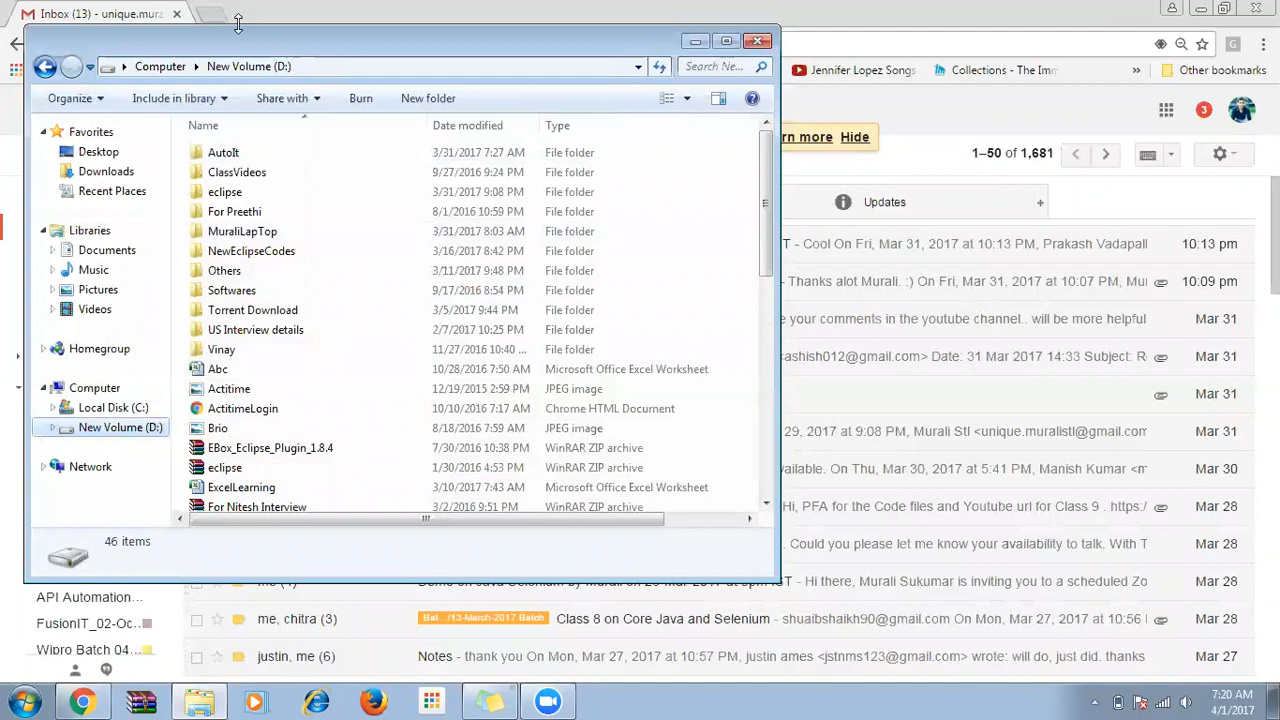 Inbox (13) - unique.mura
Jennifer Lopez Songs
Collections - The Imm
»
Other bookmarks
G
Computer
New Volume (D:)
Search Ne...
Organize
Include in library
Share with
Burn
New folder
rn more Hide
3
1–50 of 1,681
Updates
+
Name
Date modified
Type
Favorites
Desktop
Downloads
Recent Places
Libraries
Documents
Music
Pictures
Videos
Homegroup
Computer
Local Disk (C:)
New Volume (D:)
Network
AutoIt 3/31/2017 7:27 AM File folder
ClassVideos 9/27/2016 9:24 PM File folder
eclipse 3/31/2017 9:08 PM File folder
For Preethi 8/1/2016 10:59 PM File folder
MuraliLapTop 3/31/2017 8:03 AM File folder
NewEclipseCodes 3/16/2017 8:42 PM File folder
Others 3/11/2017 9:48 PM File folder
Softwares 9/17/2016 8:54 PM File folder
Torrent Download 3/5/2017 9:44 PM File folder
US Interview details 2/7/2017 10:25 PM File folder
Vinay 11/27/2016 10:40 ... File folder
Abc 10/28/2016 7:50 AM Microsoft Office Excel Worksheet
Actitime 12/19/2015 2:59 PM JPEG image
ActitimeLogin 10/10/2016 7:17 AM Chrome HTML Document
Brio 8/18/2016 7:59 AM JPEG image
EBox_Eclipse_Plugin_1.8.4 7/30/2016 10:38 PM WinRAR ZIP archive
eclipse 1/30/2016 4:53 PM WinRAR ZIP archive
ExcelLearning 3/10/2017 7:43 AM Microsoft Office Excel Worksheet
For Nitesh Interview 3/2/2016 9:51 PM WinRAR ZIP archive
46 items
T - Cool On Fri, Mar 31, 2017 at 10:13 PM, Prakash Vadapall 10:13 pm
- Thanks alot Murali. :) On Fri, Mar 31, 2017 at 10:07 PM, Mu 10:09 pm
e your comments in the youtube channel.. will be more helpful Mar 31
ashish012@gmail.com> Date: 31 Mar 2017 14:33 Subject: R Mar 31
Mar 31
29, 2017 at 9:08 PM, Murali Stl <unique.muralistl@gmail.com Mar 31
vailable. On Thu, Mar 30, 2017 at 5:41 PM, Manish Kumar <m Mar 30
- Hi, PFA for the Code files and Youtube url for Class 9 . https:/ Mar 28
. Could you please let me know your availability to talk. With T Mar 28
Demo on Java Selenium by Murali on 26 Mar 2017 at 9pm IST - Hi there, Murali Sukumar is inviting you to a scheduled Zo Mar 28
me, chitra (3) Bel.../13-March-2017 Batch Class 8 on Core Java and Selenium - shuaibshaikh90@gmail.com On Mon, Mar 27, 2017 at 10:56 Mar 28
justin, me (6) Notes - thank you On Mon, Mar 27, 2017 at 10:57 PM, justin ames <jstnms123@gmail.com> wrote: will do, just did. thanks Mar 27
API Automation...
FusionIT_02-Oc...
Wipro Batch 04...
7:20 AM
4/1/2017